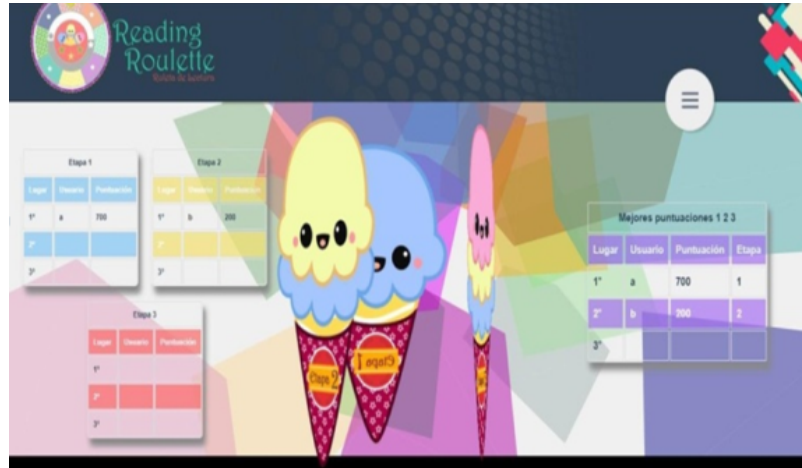 Reading
Roulette
Ruleta de Lectura
Etapa 1
Lugar Usuario Puntuación
1° a 700
2°
3°
Etapa 2
Lugar Usuario Puntuación
1° b 200
2°
3°
Etapa 3
Lugar Usuario Puntuación
1°
2°
3°
Etapa 2
Etapa 1
Mejores puntuaciones 1 2 3
Lugar Usuario Puntuación Etapa
1° a 700 1
2° b 200 2
3°